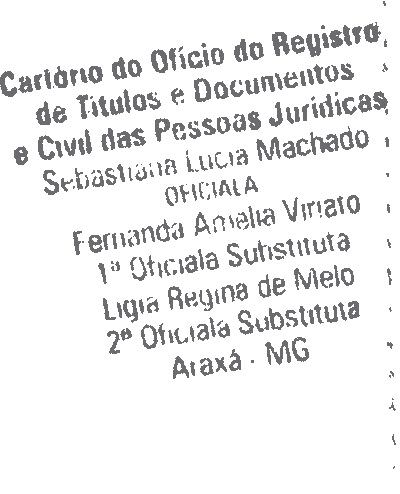 Cartório do Ofício do Registro
de Títulos e Documentos
e Civil das Pessoas Jurídicas
Sebastiana Lucia Machado
OFICIALA
Fernanda Amelia Viriato
1ª Oficiala Substituta
Ligia Regina de Melo
2ª Oficiala Substituta
Araxá - MG